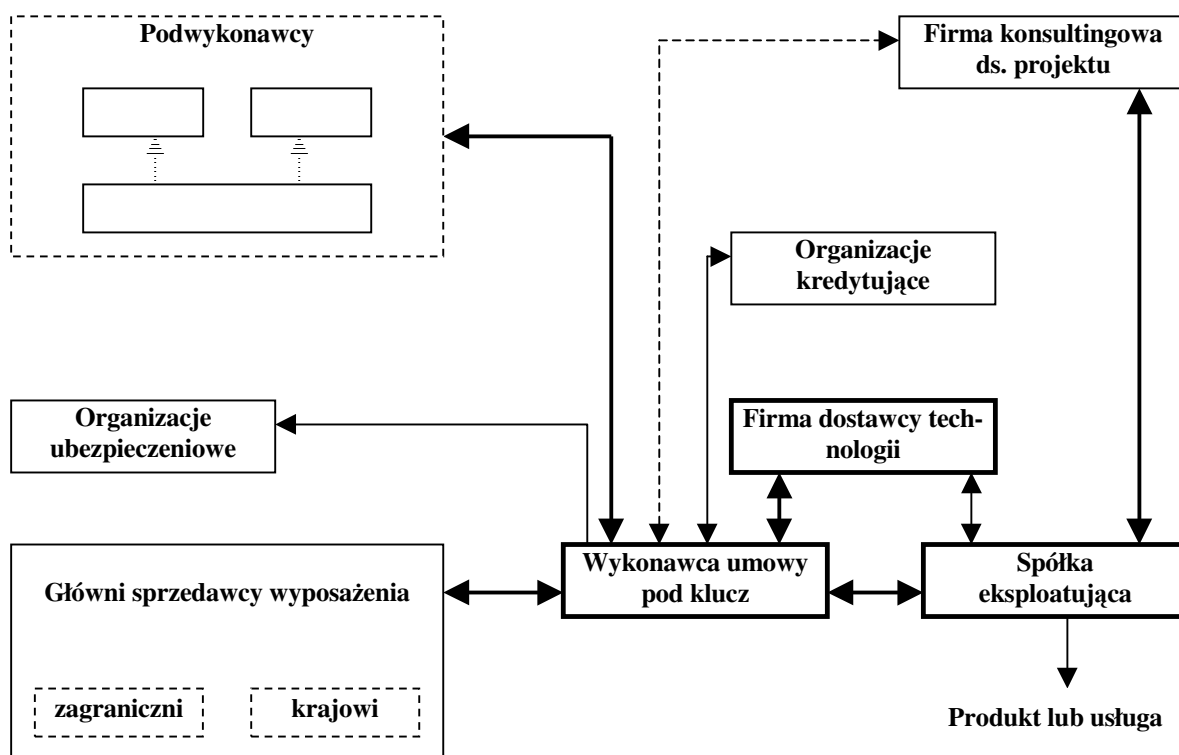 Podwykonawcy
Firma konsultingowa
ds. projektu
Organizacje
kredytujące
Organizacje
ubezpieczeniowe
Firma dostawcy tech-
nologii
Główni sprzedawcy wyposażenia
Wykonawca umowy
pod klucz
Spółka
eksploatująca
zagraniczni
krajowi
Produkt lub usługa